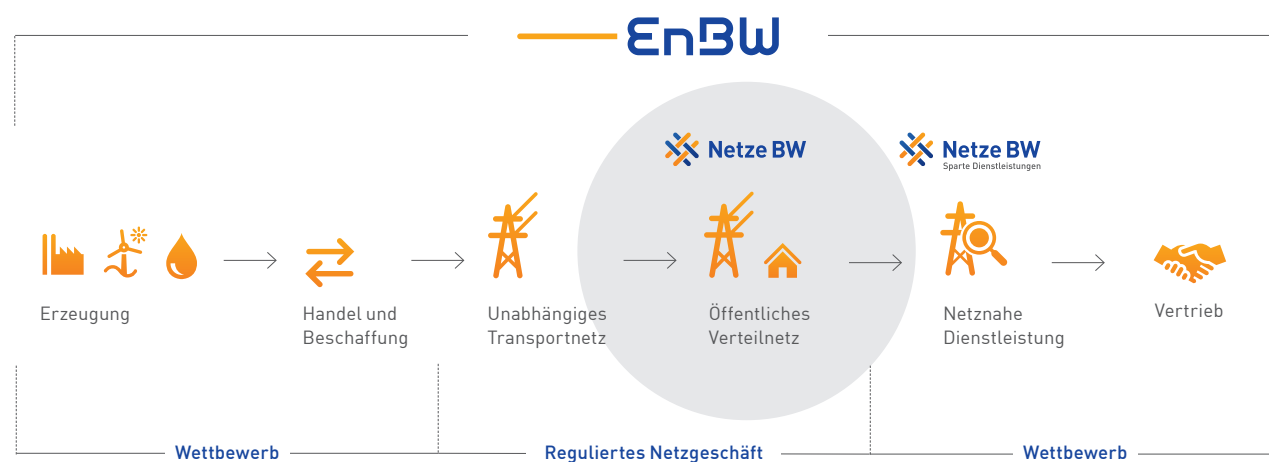 EnBW
Netze BW
Netze BW
Sparte Dienstleistungen
Erzeugung
Handel und
Beschaffung
Unabhängiges
Transportnetz
Öffentliches
Verteilnetz
Netznahe
Dienstleistung
Vertrieb
Wettbewerb
Reguliertes Netzgeschäft
Wettbewerb